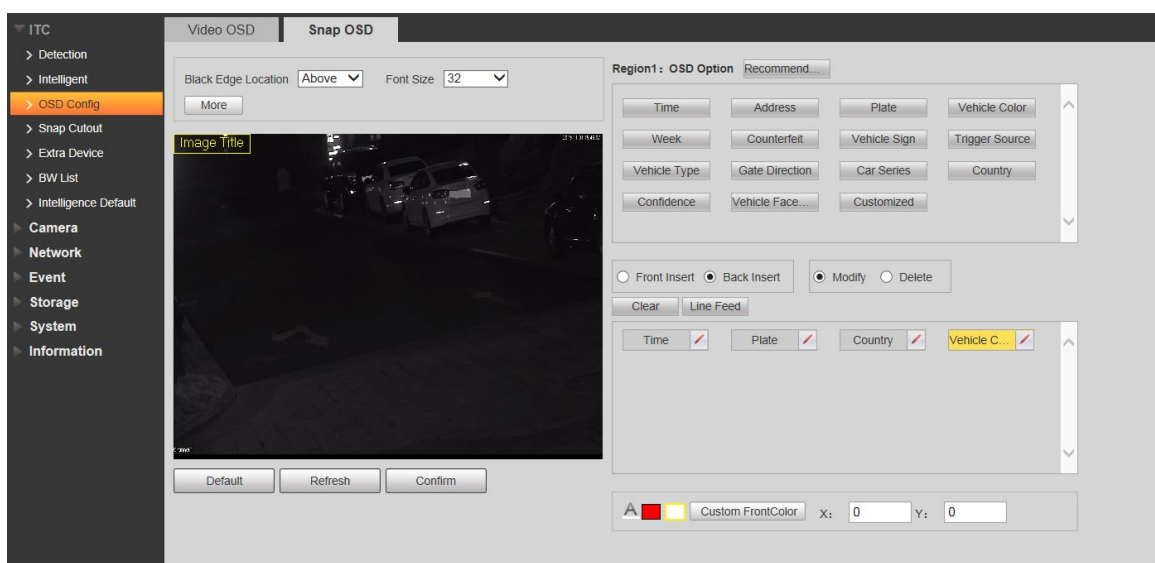 ITC
Detection
Intelligent
OSD Config
Snap Cutout
Extra Device
BW List
Intelligence Default
Camera
Network
Event
Storage
System
Information
Video OSD
Snap OSD
Black Edge Location Above Font Size 32
More
Image Title
Default Refresh Confirm
Region1: OSD Option Recommend...
Time Address Plate Vehicle Color
Week Counterfeit Vehicle Sign Trigger Source
Vehicle Type Gate Direction Car Series Country
Confidence Vehicle Face... Customized
Front Insert Back Insert Modify Delete
Clear Line Feed
Time Plate Country Vehicle C...
A Custom FrontColor X: 0 Y: 0